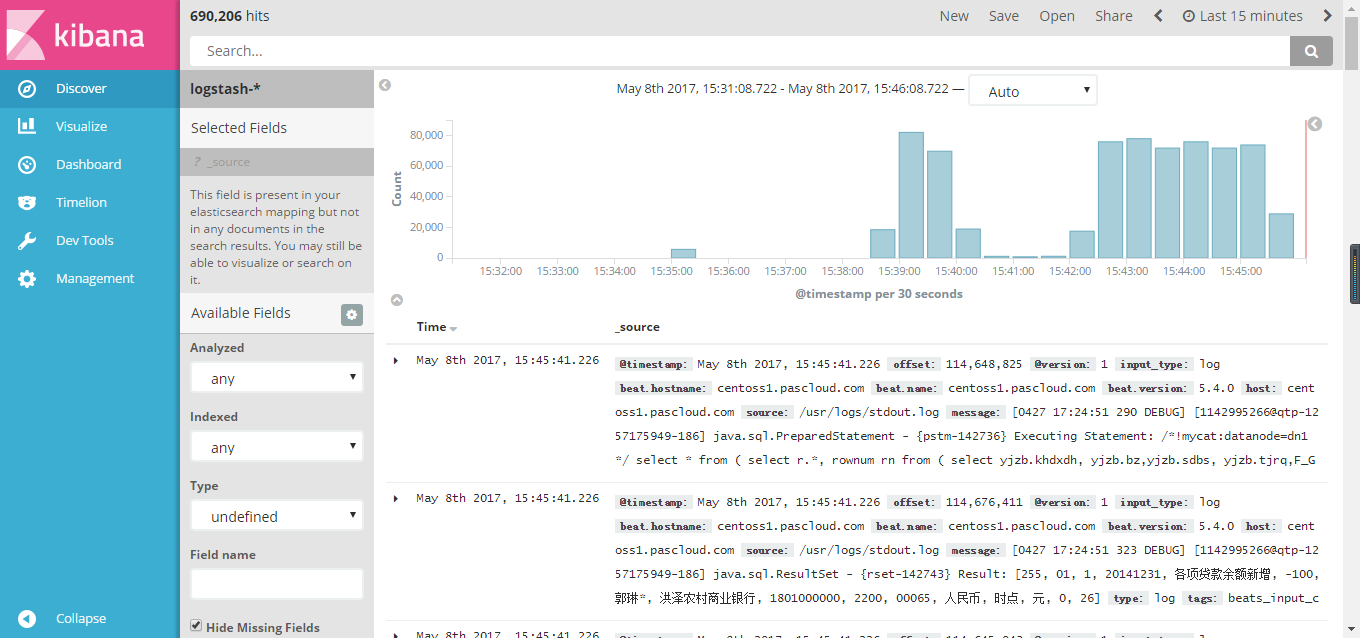 kibana
Discover
Visualize
Dashboard
Timelion
Dev Tools
Management
Collapse
690,206 hits
New Save Open Share Last 15 minutes
Search...
logstash-*
Selected Fields
? _source
This field is present in your
elasticsearch mapping but not
in any documents in the
search results. You may still be
able to visualize or search on
it.
Available Fields
Analyzed
any
Indexed
any
Type
undefined
Field name
Hide Missing Fields
May 8th 2017, 15:31:08.722 - May 8th 2017, 15:46:08.722 — Auto
Count
80,000
60,000
40,000
20,000
0
15:32:00 15:33:00 15:34:00 15:35:00 15:36:00 15:37:00 15:38:00 15:39:00 15:40:00 15:41:00 15:42:00 15:43:00 15:44:00 15:45:00
@timestamp per 30 seconds
Time _source
May 8th 2017, 15:45:41.226 @timestamp: May 8th 2017, 15:45:41.226 offset: 114,648,825 @version: 1 input_type: log
beat.hostname: centoss1.pascloud.com beat.name: centoss1.pascloud.com beat.version: 5.4.0 host: cent
oss1.pascloud.com source: /usr/logs/stdout.log message: [0427 17:24:51 290 DEBUG] [1142995266@qtp-12
57175949-186] java.sql.PreparedStatement - {pstm-142736} Executing Statement: /*!mycat:datanode=dn1
*/ select * from ( select r.*, rownum rn from ( select yjzb.khdxdh, yjzb.bz,yjzb.sdbs, yjzb.tjrq,F_G
May 8th 2017, 15:45:41.226 @timestamp: May 8th 2017, 15:45:41.226 offset: 114,676,411 @version: 1 input_type: log
beat.hostname: centoss1.pascloud.com beat.name: centoss1.pascloud.com beat.version: 5.4.0 host: cent
oss1.pascloud.com source: /usr/logs/stdout.log message: [0427 17:24:51 323 DEBUG] [1142995266@qtp-12
57175949-186] java.sql.ResultSet - {rset-142743} Result: [255, 01, 1, 20141231, 各项贷款余额新增, -100,
郭琳*, 洪泽农村商业银行, 1801000000, 2200, 00065, 人民币, 时点, 元, 0, 26] type: log tags: beats_input_c